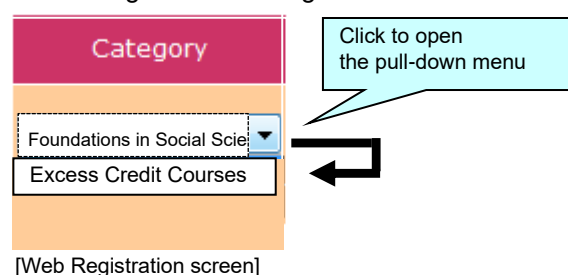 Category
Click to open
the pull-down menu
Foundations in Social Scie
Excess Credit Courses
[Web Registration screen]